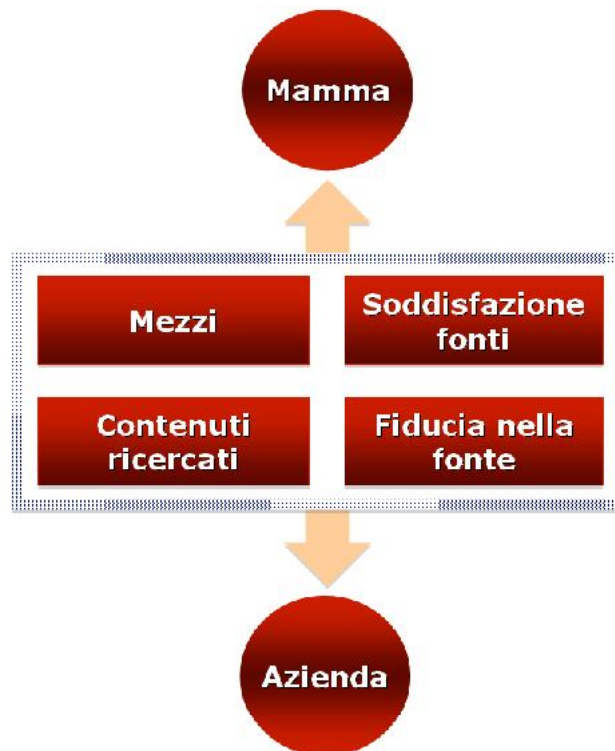 Mamma
Mezzi
Soddisfazione
fonti
Contenuti
ricercati
Fiducia nella
fonte
Azienda